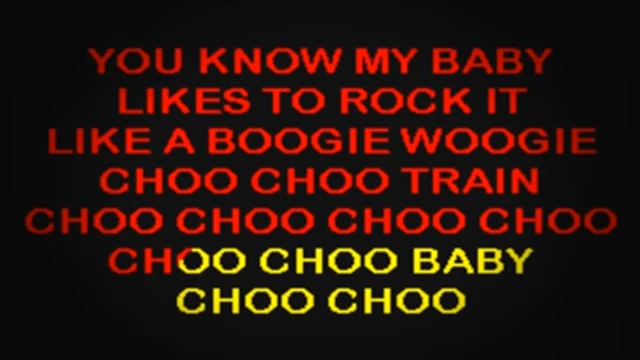 YOU KNOW MY BABY
LIKES TO ROCK IT
LIKE A BOOGIE WOOGIE
CHOO CHOO TRAIN
CHOO CHOO CHOO CHOO
CHOO CHOO BABY
CHOO CHOO